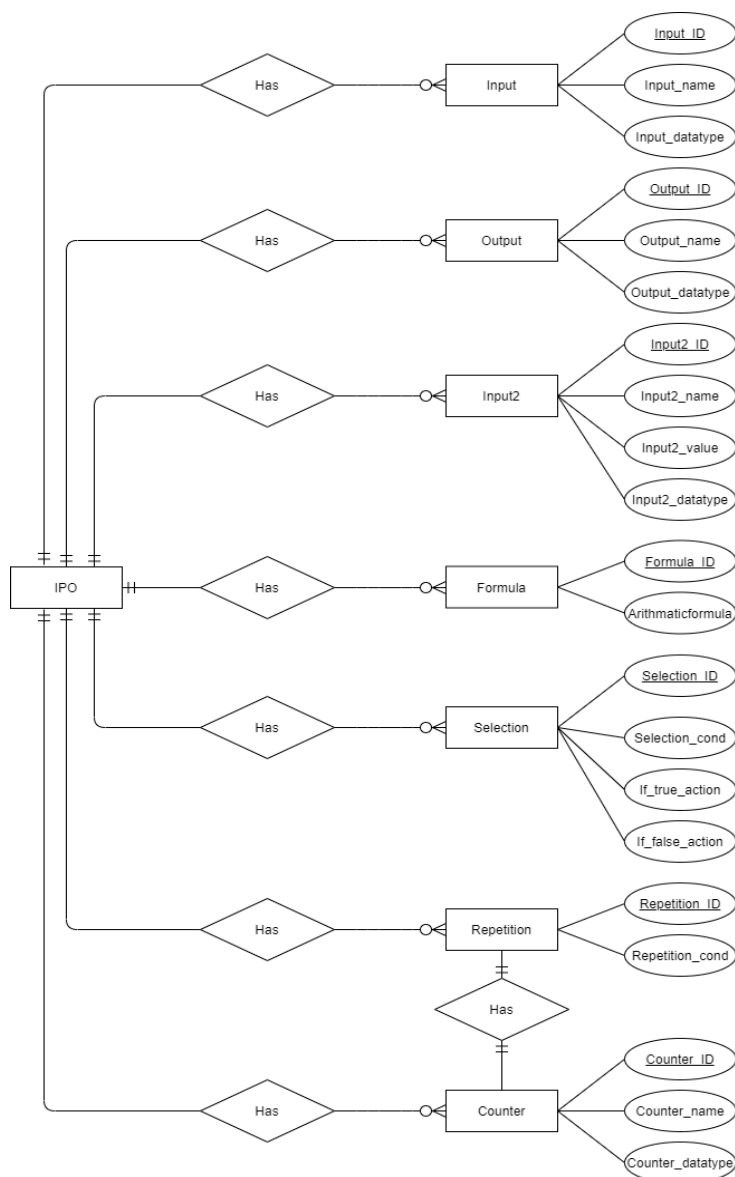 Input_ID
Has
Input
Input_name
Input_datatype
Output_ID
Has
Output
Output_name
Output_datatype
Input2_ID
Has
Input2
Input2_name
Input2_value
Input2_datatype
Formula_ID
IPO
Has
Formula
Arithmaticformula
Selection_ID
Has
Selection
Selection_cond
If_true_action
If_false_action
Repetition_ID
Has
Repetition
Repetition_cond
Has
Counter_ID
Has
Counter
Counter_name
Counter_datatype